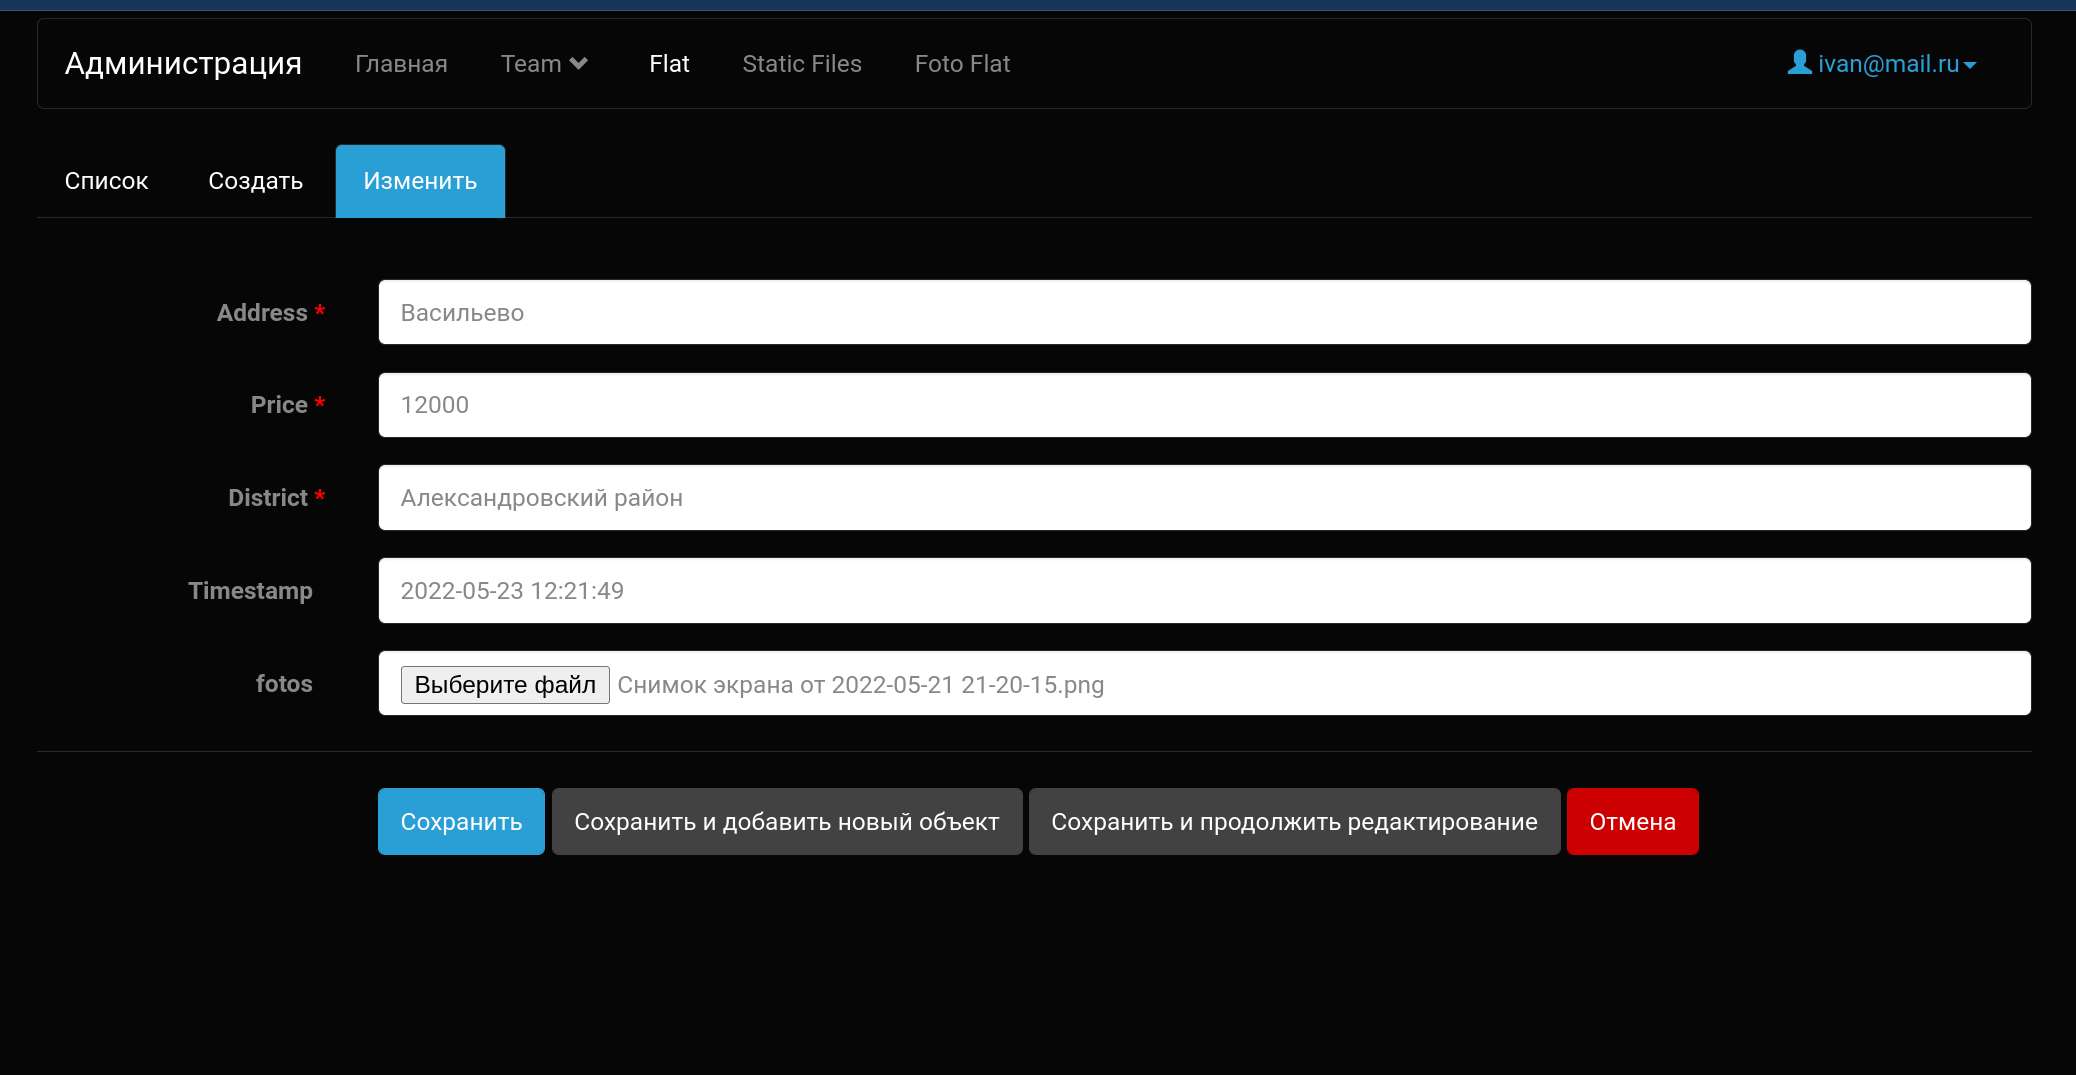 Администрация Главная Team Flat Static Files Foto Flat ivan@mail.ru
Список Создать Изменить
Address * Васильево
Price * 12000
District * Александровский район
Timestamp 2022-05-23 12:21:49
fotos Выберите файл Снимок экрана от 2022-05-21 21-20-15.png
Сохранить Сохранить и добавить новый объект Сохранить и продолжить редактирование Отмена